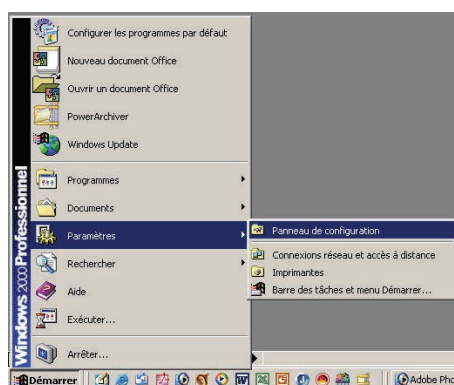 Configurer les programmes par défaut
Nouveau document Office
Ouvrir un document Office
PowerArchiver
Windows Update
Programmes
Documents
Paramètres
Rechercher
Aide
Exécuter...
Arrêter...
Windows 2000 Professionnel
Panneau de configuration
Connexions réseau et accès à distance
Imprimantes
Barre des tâches et menu Démarrer...
Démarrer
Adobe Pho